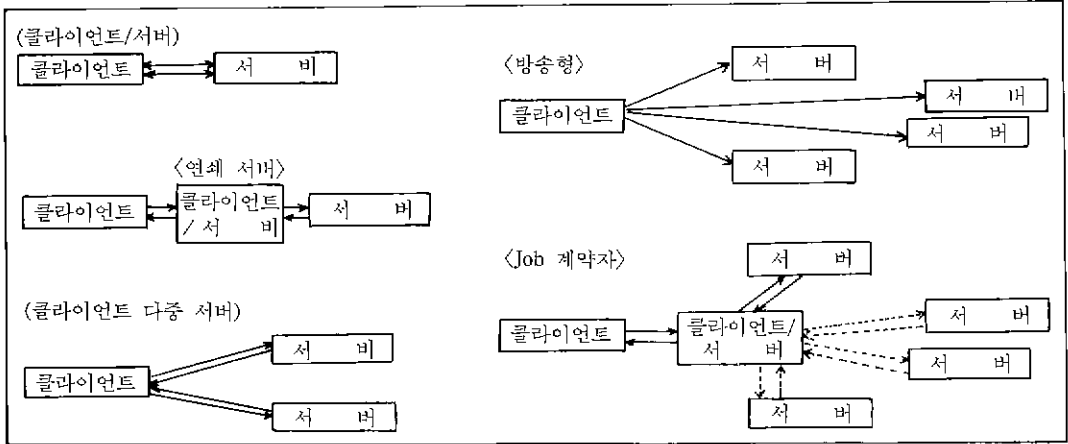 (클라이언트/서버)
클라이언트
서 버
〈연쇄 서버〉
클라이언트
클라이언트
/서 버
서 버
(클라이언트 다중 서버)
클라이언트
서 버
서 버
〈방송형〉
클라이언트
서 버
서 버
서 버
서 버
〈Job 계약자〉
클라이언트
클라이언트/
서 버
서 버
서 버
서 버
서 버